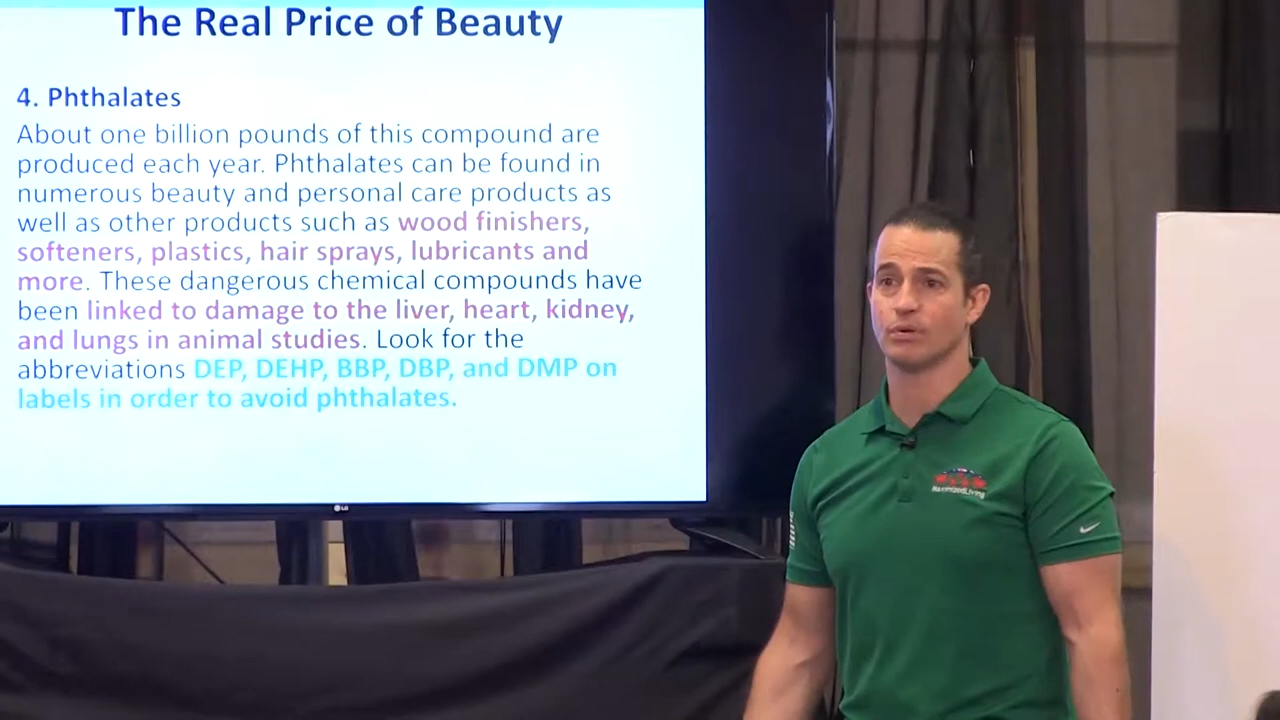 The Real Price of Beauty
4. Phthalates
About one billion pounds of this compound are
produced each year. Phthalates can be found in
numerous beauty and personal care products as
well as other products such as wood finishers,
softeners, plastics, hair sprays, lubricants and
more. These dangerous chemical compounds have
been linked to damage to the liver, heart, kidney,
and lungs in animal studies. Look for the
abbreviations DEP, DEHP, BBP, DBP, and DMP on
labels in order to avoid phthalates.
LG
MaximizedLiving